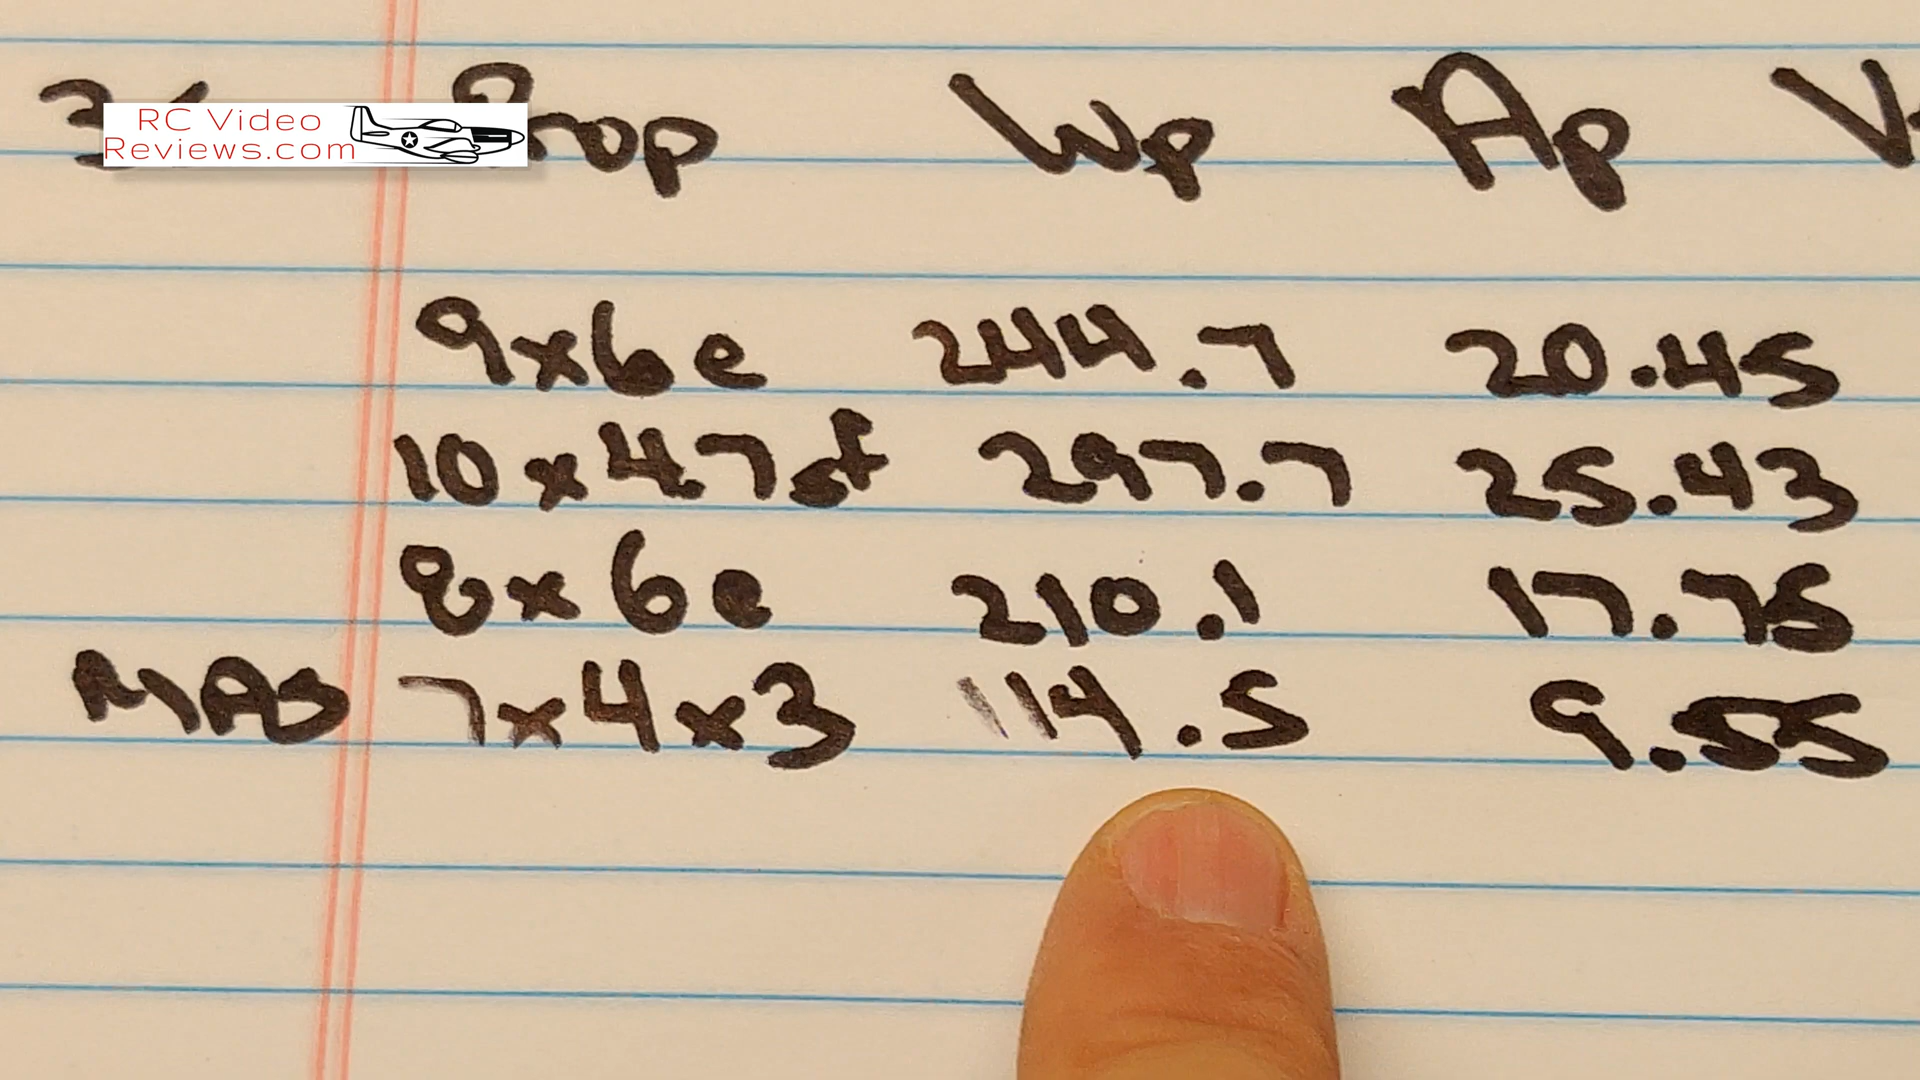 RC Video
Reviews.com
Prop Wp Ap V
9x6e 244.7 20.45
10x47sf 297.7 25.43
8x6e 210.1 17.75
MAS 7x4x3 114.5 9.55